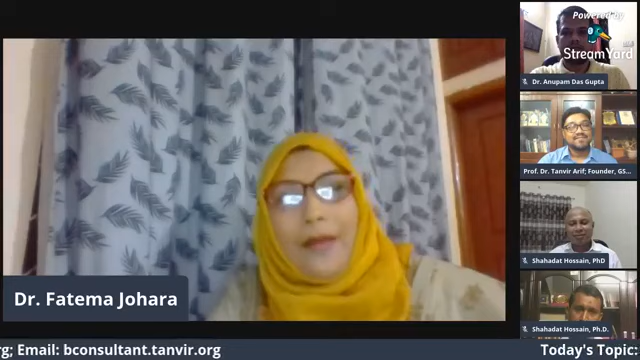 Powered by
StreamYard
Dr. Anupam Das Gupta
Prof. Dr. Tanvir Arif; Founder, GS...
Shahadat Hossain, PhD
Dr. Fatema Johara
Shahadat Hossain, Ph.D.
rg; Email: bconsultant.tanvir.org
Today's Topic: